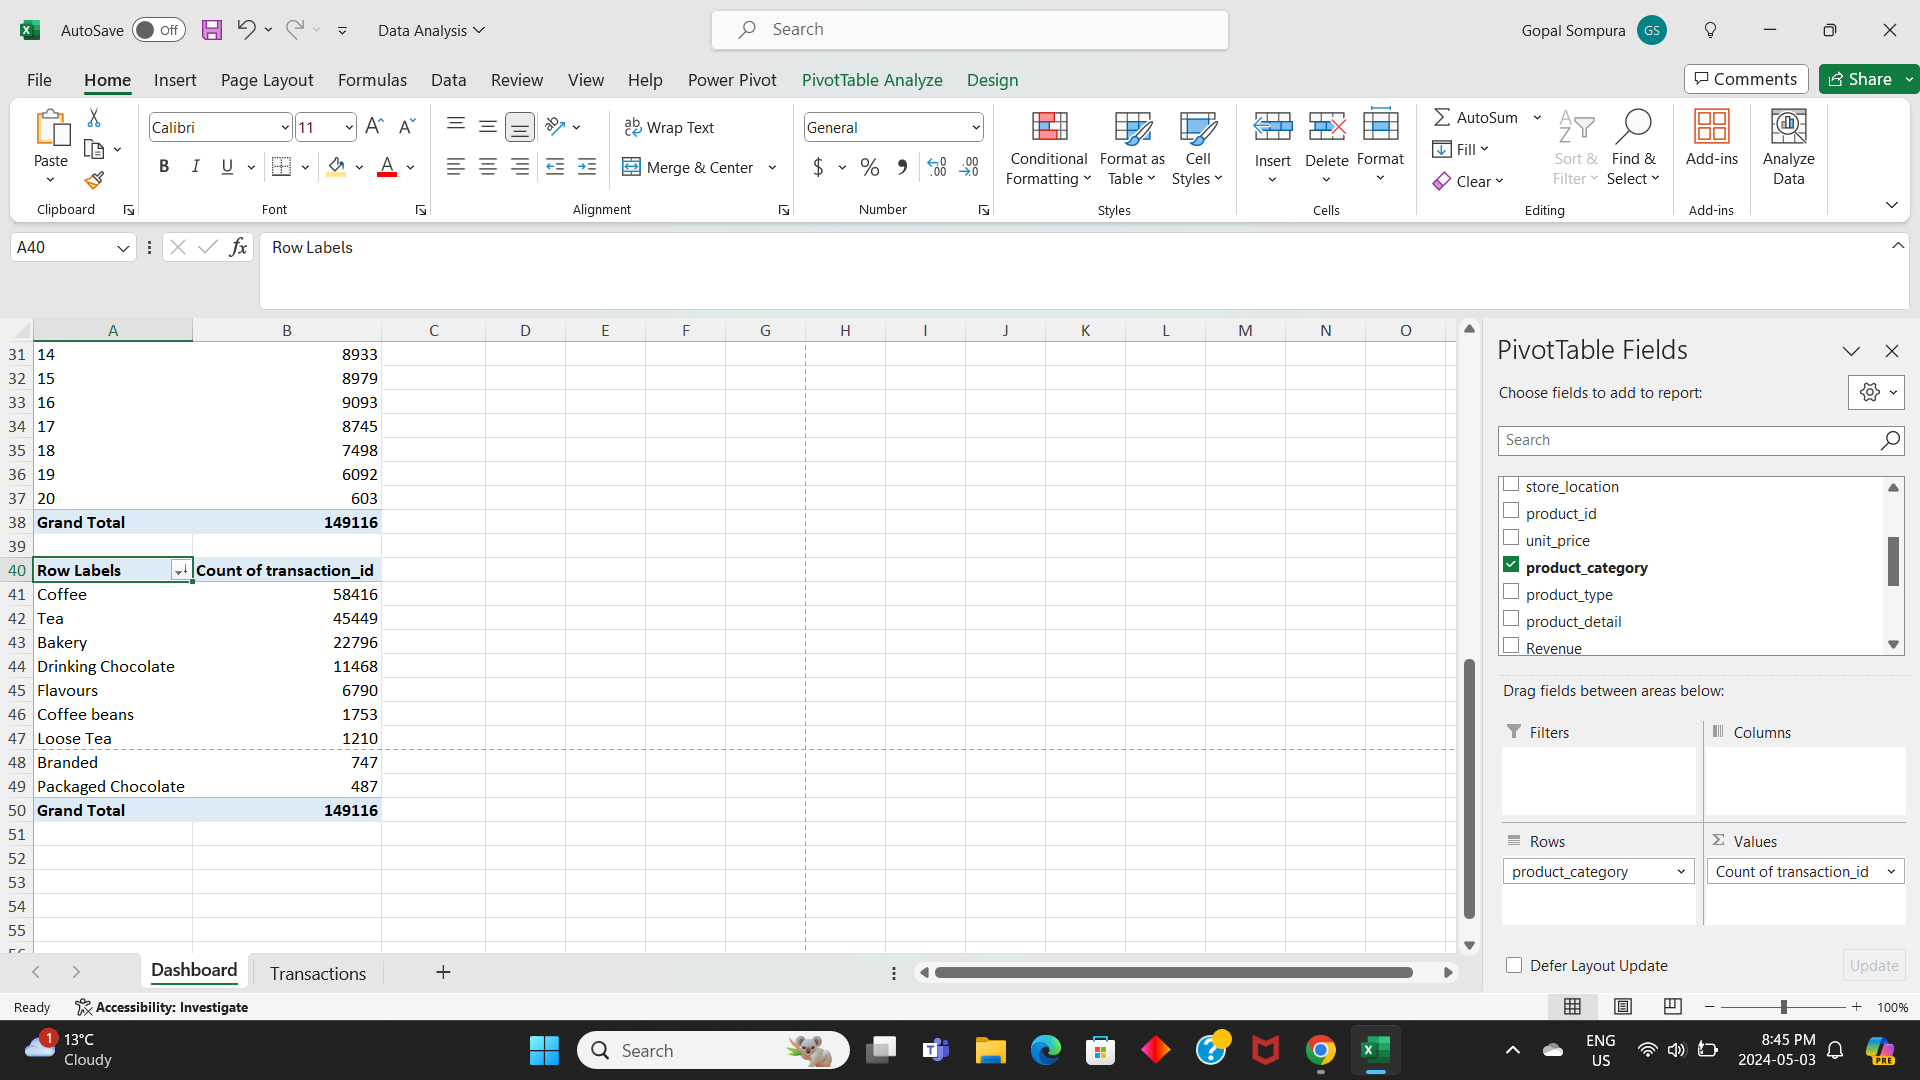 AutoSave Off Data Analysis Search Gopal Sompura GS
File Home Insert Page Layout Formulas Data Review View Help Power Pivot PivotTable Analyze Design Comments Share
Paste
Clipboard
Calibri 11
B I U A
Font
Wrap Text
Merge & Center
Alignment
General
$ % ,
Number
Conditional Formatting
Format as Table
Cell Styles
Styles
Insert Delete Format
Cells
AutoSum
Fill
Clear
Sort & Filter
Find & Select
Editing
Add-ins
Add-ins
Analyze Data
A40 fx Row Labels
A B C D E F G H I J K L M N O
31 14 8933
32 15 8979
33 16 9093
34 17 8745
35 18 7498
36 19 6092
37 20 603
38 Grand Total 149116
39
40 Row Labels Count of transaction_id
41 Coffee 58416
42 Tea 45449
43 Bakery 22796
44 Drinking Chocolate 11468
45 Flavours 6790
46 Coffee beans 1753
47 Loose Tea 1210
48 Branded 747
49 Packaged Chocolate 487
50 Grand Total 149116
51
52
53
54
55
PivotTable Fields
Choose fields to add to report:
Search
store_location
product_id
unit_price
product_category
product_type
product_detail
Revenue
Drag fields between areas below:
Filters Columns
Rows Σ Values
product_category Count of transaction_id
Defer Layout Update Update
Dashboard Transactions
Ready Accessibility: Investigate 100%
1 13°C
Cloudy
Search
ENG
US
8:45 PM
2024-05-03
PRE